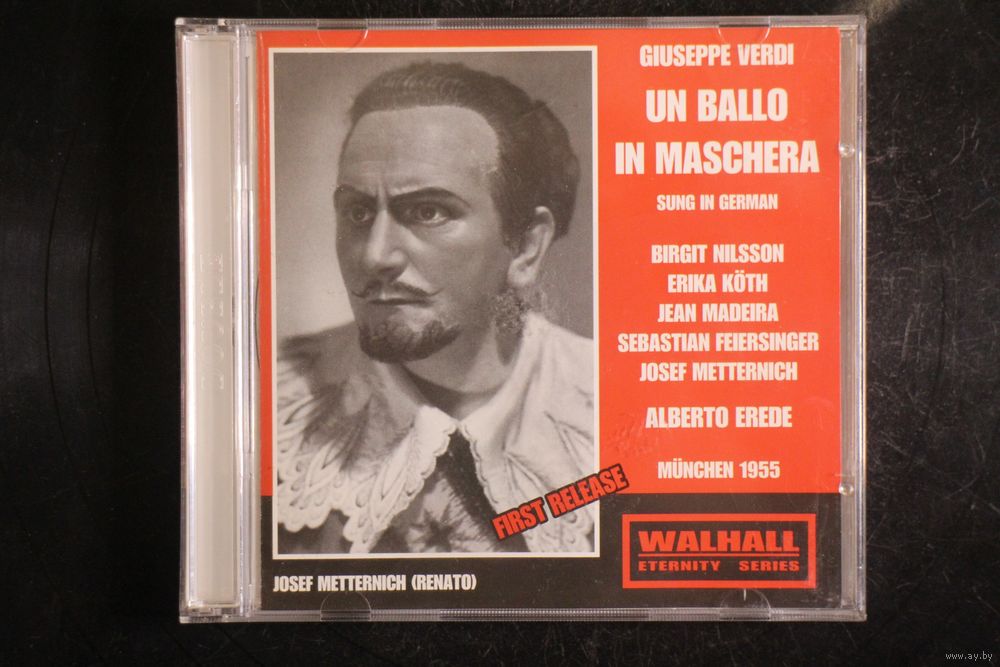 GIUSEPPE VERDI
UN BALLO
IN MASCHERA
SUNG IN GERMAN
BIRGIT NILSSON
ERIKA KÖTH
JEAN MADEIRA
SEBASTIAN FEIERSINGER
JOSEF METTERNICH
ALBERTO EREDE
MÜNCHEN 1955
FIRST RELEASE
WALHALL
ETERNITY SERIES
JOSEF METTERNICH (RENATO)
www.ay.by